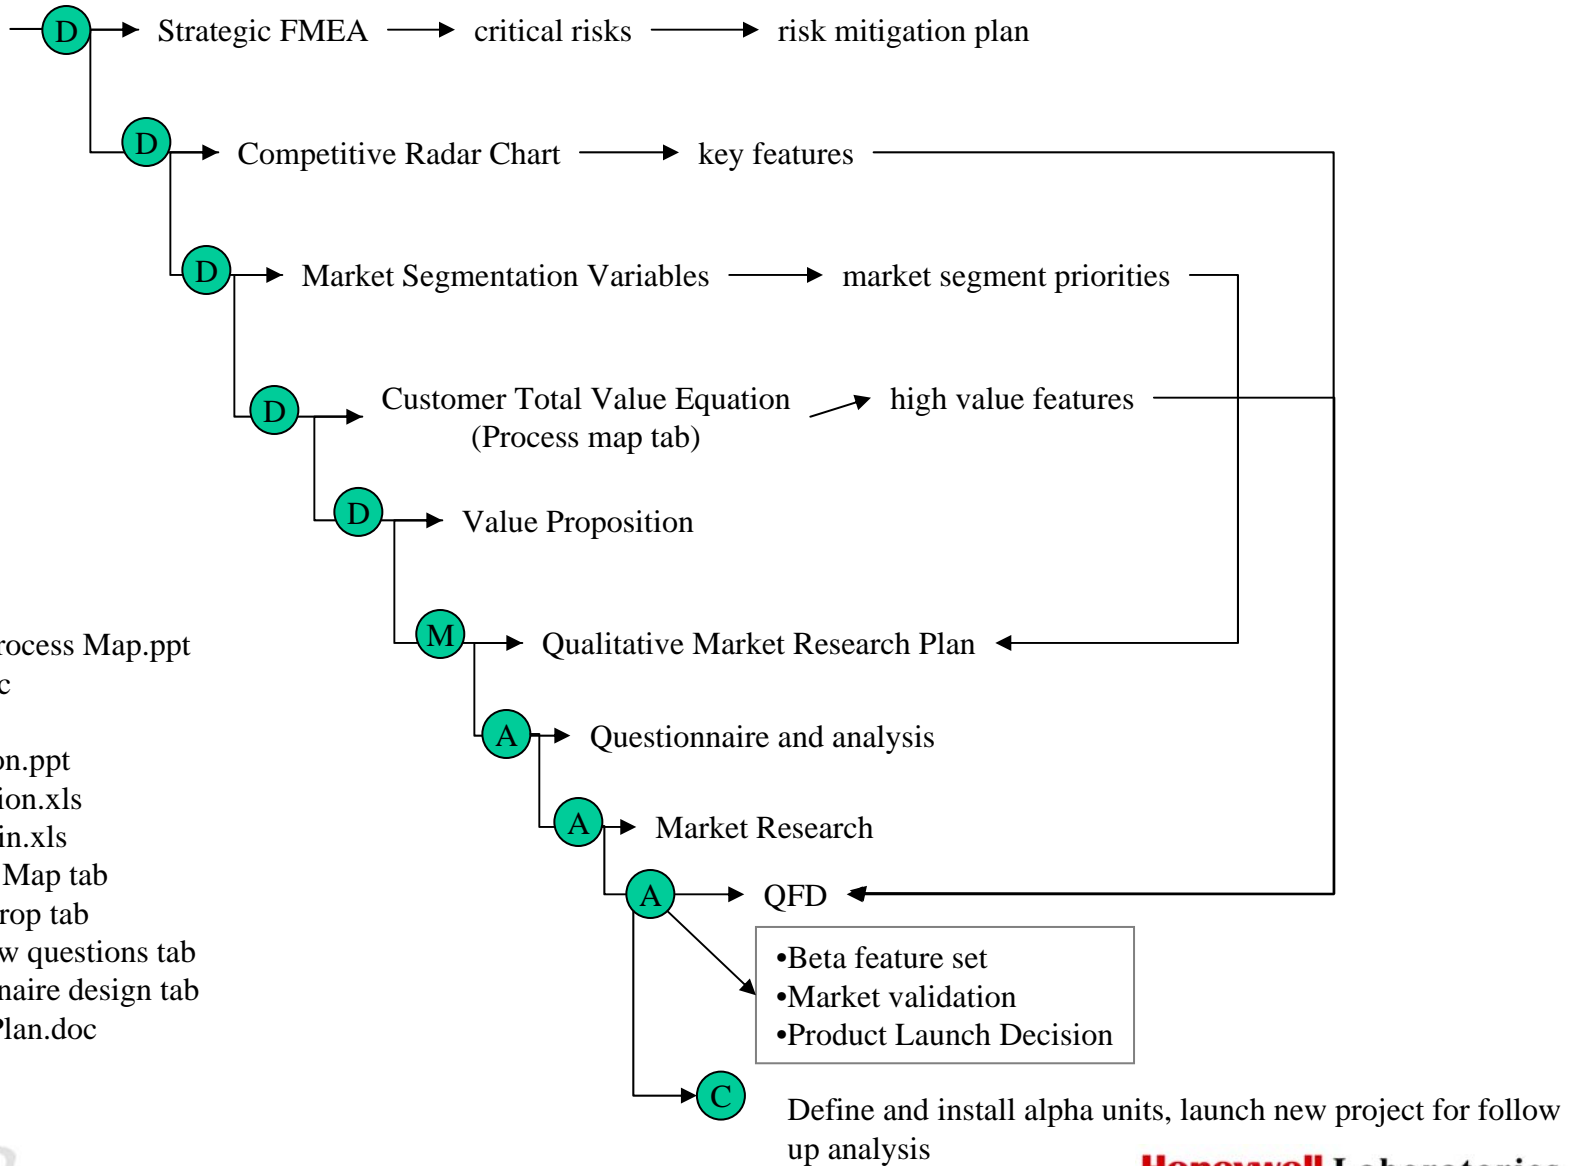 D Strategic FMEA critical risks risk mitigation plan
D Competitive Radar Chart key features
D Market Segmentation Variables market segment priorities
D Customer Total Value Equation high value features
(Process map tab)
D Value Proposition
M Qualitative Market Research Plan
A Questionnaire and analysis
A Market Research
A QFD
•Beta feature set
•Market validation
•Product Launch Decision
C Define and install alpha units, launch new project for follow
up analysis
rocess Map.ppt
c
on.ppt
ion.xls
in.xls
Map tab
rop tab
w questions tab
naire design tab
Plan.doc
Honeywell Laboratories